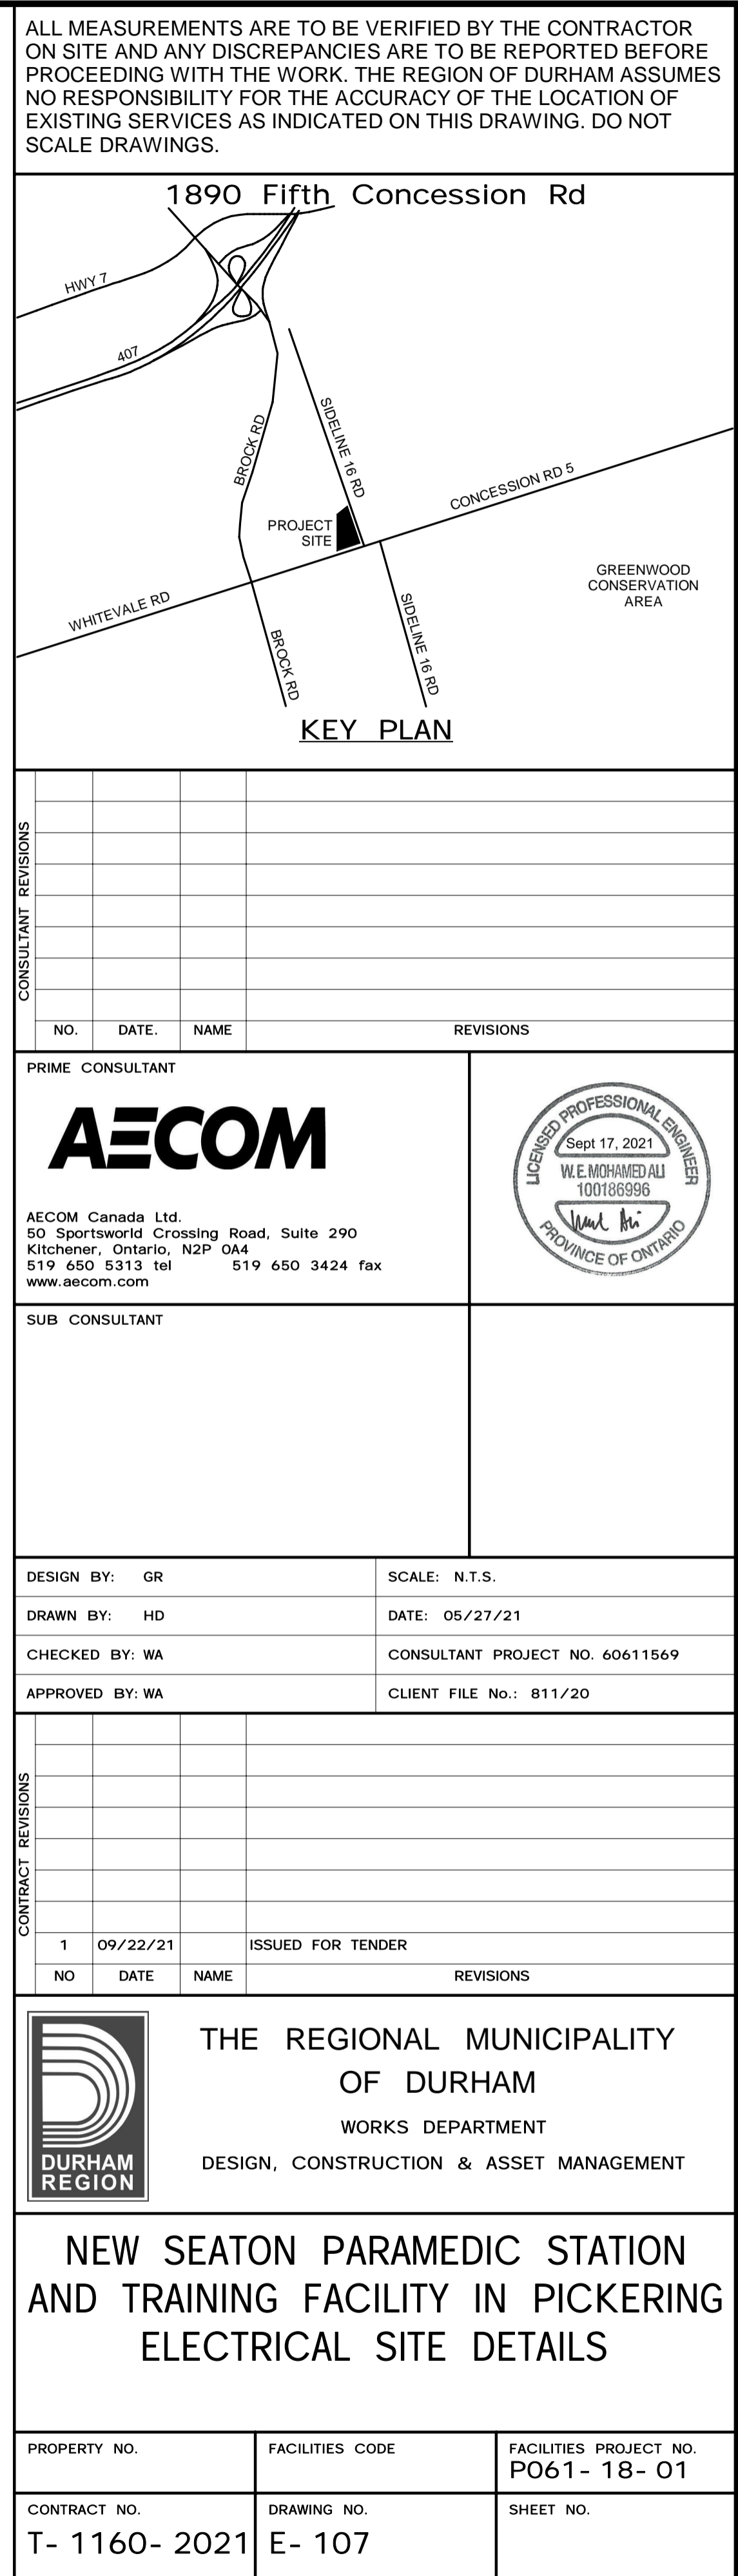 ALL MEASUREMENTS ARE TO BE VERIFIED BY THE CONTRACTOR
ON SITE AND ANY DISCREPANCIES ARE TO BE REPORTED BEFORE
PROCEEDING WITH THE WORK. THE REGION OF DURHAM ASSUMES
NO RESPONSIBILITY FOR THE ACCURACY OF THE LOCATION OF
EXISTING SERVICES AS INDICATED ON THIS DRAWING. DO NOT
SCALE DRAWINGS.
1890 Fifth Concession Rd
HWY 7
407
BROCK RD
SIDELINE 16 RD
CONCESSION RD 5
PROJECT
SITE
GREENWOOD
CONSERVATION
AREA
WHITEVALE RD
BROCK RD
SIDELINE 16 RD
KEY PLAN
CONSULTANT REVISIONS
NO. DATE. NAME REVISIONS
PRIME CONSULTANT
AECOM
AECOM Canada Ltd.
50 Sportsworld Crossing Road, Suite 290
Kitchener, Ontario, N2P 0A4
519 650 5313 tel 519 650 3424 fax
www.aecom.com
LICENSED PROFESSIONAL ENGINEER
Sept 17, 2021
W.E. MOHAMED ALI
100186996
PROVINCE OF ONTARIO
SUB CONSULTANT
DESIGN BY: GR
SCALE: N.T.S.
DRAWN BY: HD
DATE: 05/27/21
CHECKED BY: WA
CONSULTANT PROJECT NO. 60611569
APPROVED BY: WA
CLIENT FILE No.: 811/20
CONTRACT REVISIONS
1 09/22/21 ISSUED FOR TENDER
NO DATE NAME REVISIONS
DURHAM
REGION
THE REGIONAL MUNICIPALITY
OF DURHAM
WORKS DEPARTMENT
DESIGN, CONSTRUCTION & ASSET MANAGEMENT
NEW SEATON PARAMEDIC STATION
AND TRAINING FACILITY IN PICKERING
ELECTRICAL SITE DETAILS
PROPERTY NO.
FACILITIES CODE
FACILITIES PROJECT NO.
P061- 18- 01
CONTRACT NO.
T- 1160- 2021
DRAWING NO.
E- 107
SHEET NO.